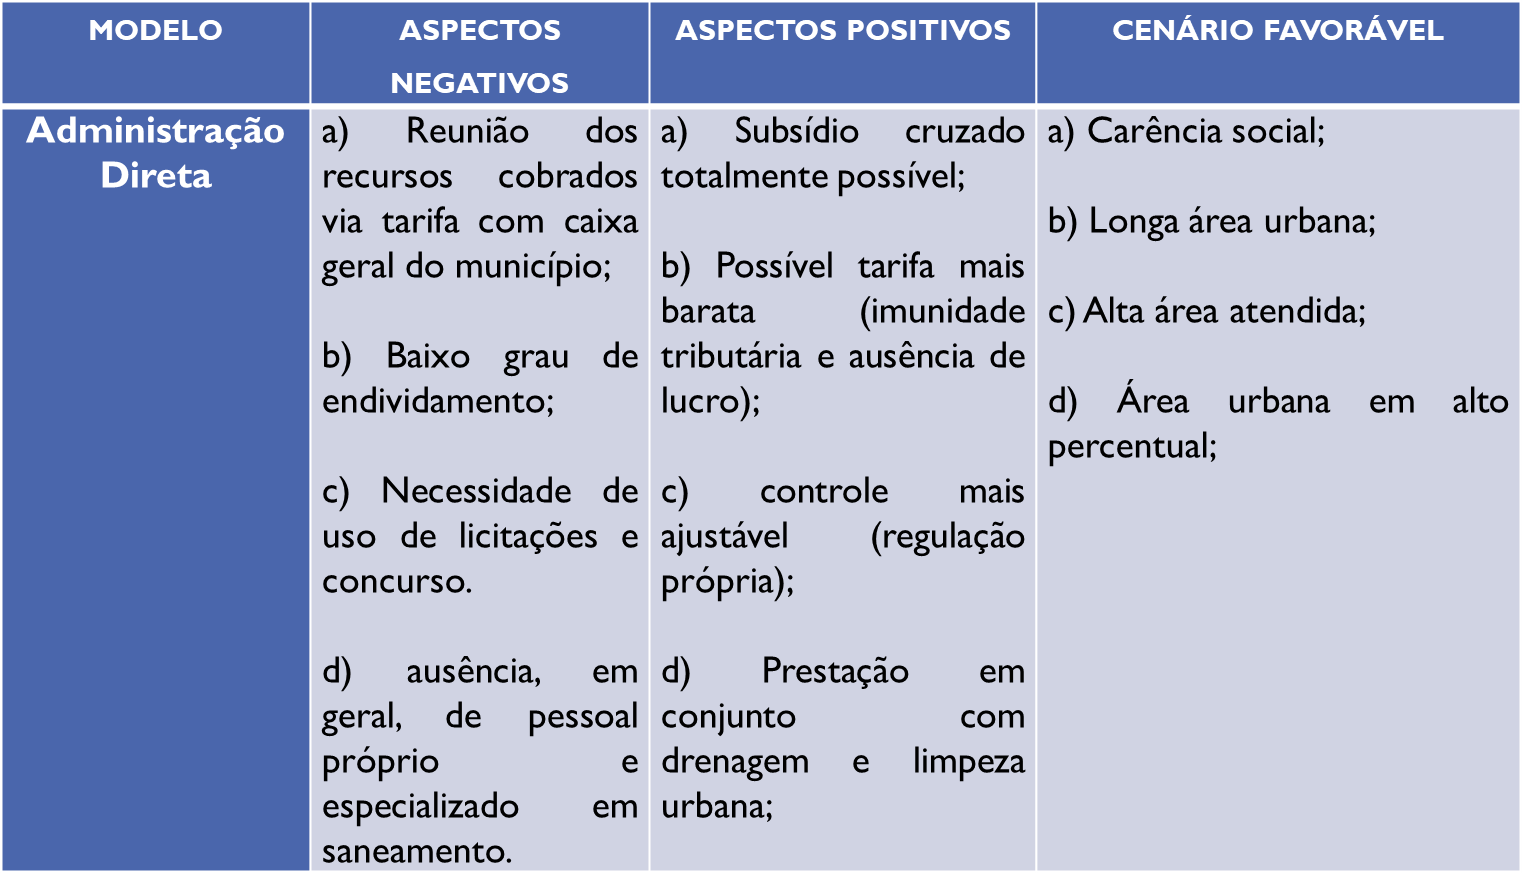 MODELO
ASPECTOS
NEGATIVOS
ASPECTOS POSITIVOS
CENÁRIO FAVORÁVEL
Administração
Direta
a) Reunião dos
recursos cobrados
via tarifa com caixa
geral do município;
b) Baixo grau de
endividamento;
c) Necessidade de
uso de licitações e
concurso.
d) ausência, em
geral, de pessoal
próprio e
especializado em
saneamento.
a) Subsídio cruzado
totalmente possível;
b) Possível tarifa mais
barata (imunidade
tributária e ausência de
lucro);
c) controle mais
ajustável (regulação
própria);
d) Prestação em
conjunto com
drenagem e limpeza
urbana;
a) Carência social;
b) Longa área urbana;
c) Alta área atendida;
d) Área urbana em alto
percentual;